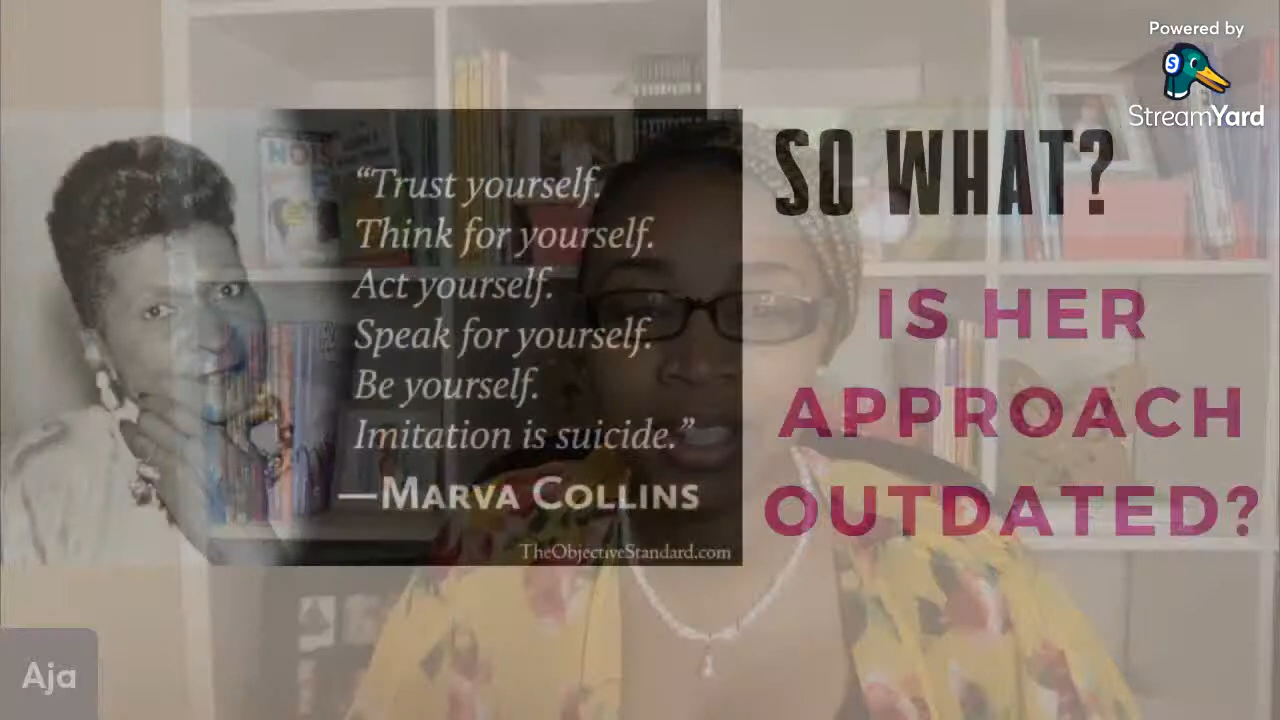 Powered by
StreamYard
“Trust yourself.
Think for yourself.
Act yourself.
Speak for yourself.
Be yourself.
Imitation is suicide.”
—MARVA COLLINS
TheObjectiveStandard.com
SO WHAT?
IS HER
APPROACH
OUTDATED?
Aja